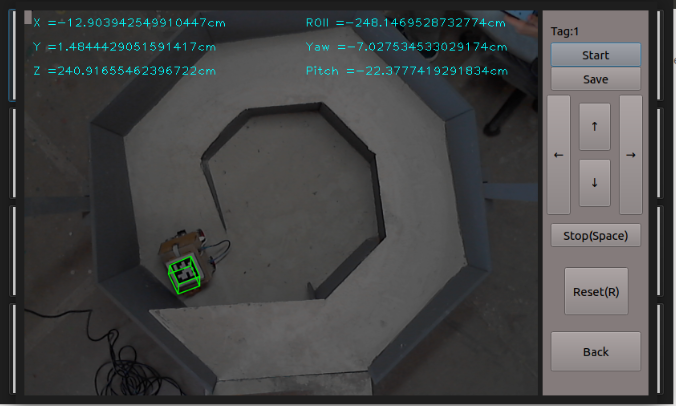 X =-12.903942549910447cm
Y =1.4844429051591417cm
Z =240.91655462396722cm
ROll =-248.1469528732774cm
Yaw =-7.027534533029174cm
Pitch =-22.3777419291834cm
Tag:1
Start
Save
↑
← →
↓
Stop(Space)
Reset(R)
Back